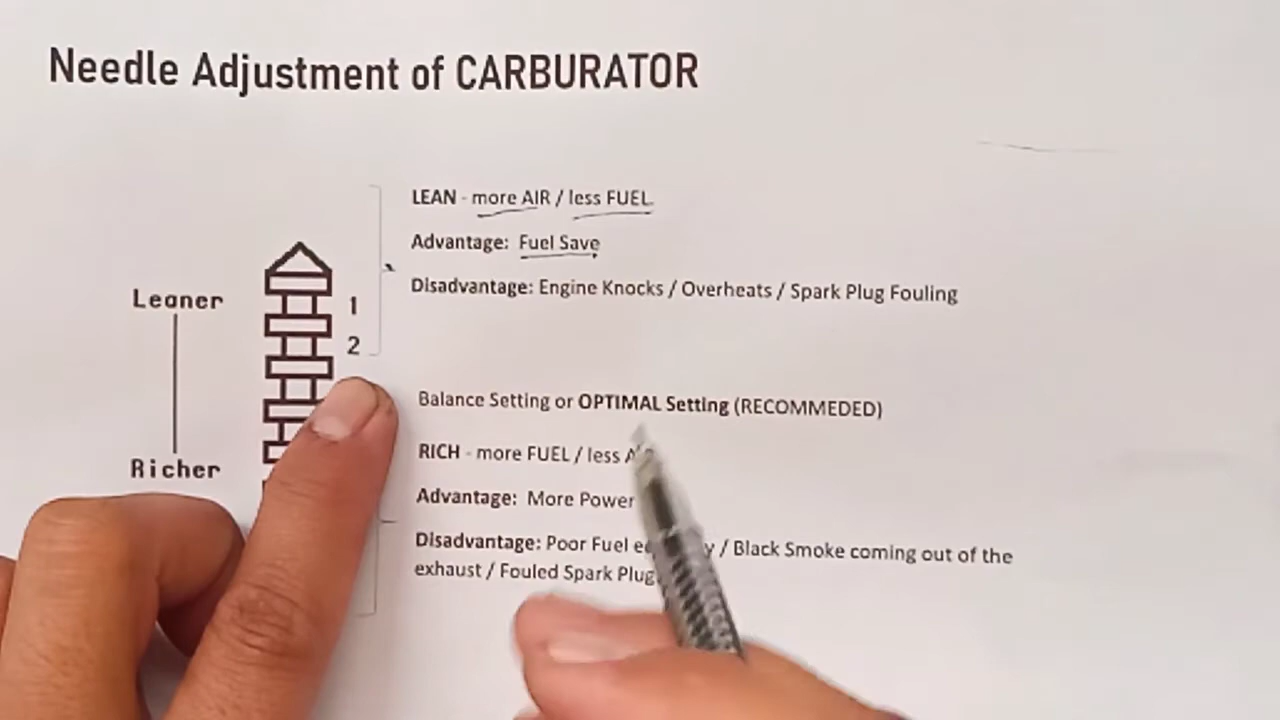 Needle Adjustment of CARBURATOR
LEAN - more AIR / less FUEL
Advantage: Fuel Save
Disadvantage: Engine Knocks / Overheats / Spark Plug Fouling
Leaner
1
2
Richer
Balance Setting or OPTIMAL Setting (RECOMMEDED)
RICH - more FUEL / less
Advantage: More Power
Disadvantage: Poor Fuel / Black Smoke coming out of the
exhaust / Fouled Spark Plug